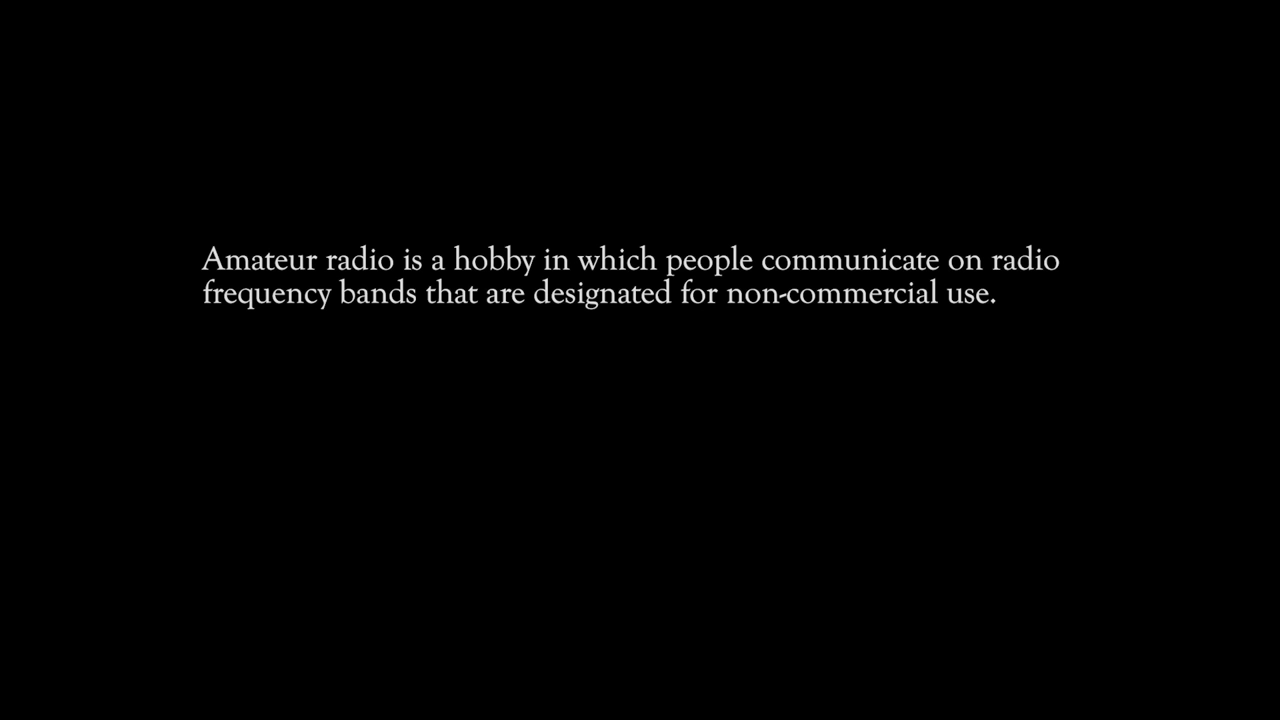 Amateur radio is a hobby in which people communicate on radio
frequency bands that are designated for non-commercial use.